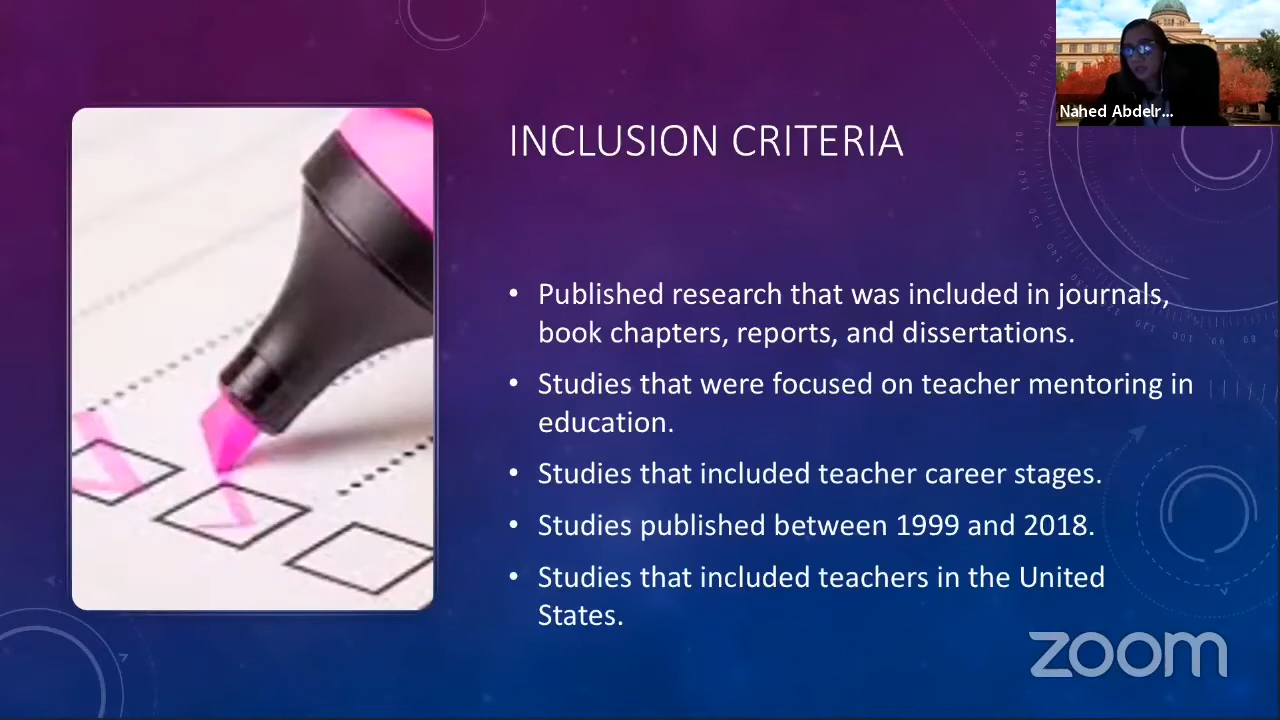 Nahed Abdelr...
INCLUSION CRITERIA
• Published research that was included in journals,
book chapters, reports, and dissertations.
• Studies that were focused on teacher mentoring in
education.
• Studies that included teacher career stages.
• Studies published between 1999 and 2018.
• Studies that included teachers in the United
States.
zoom